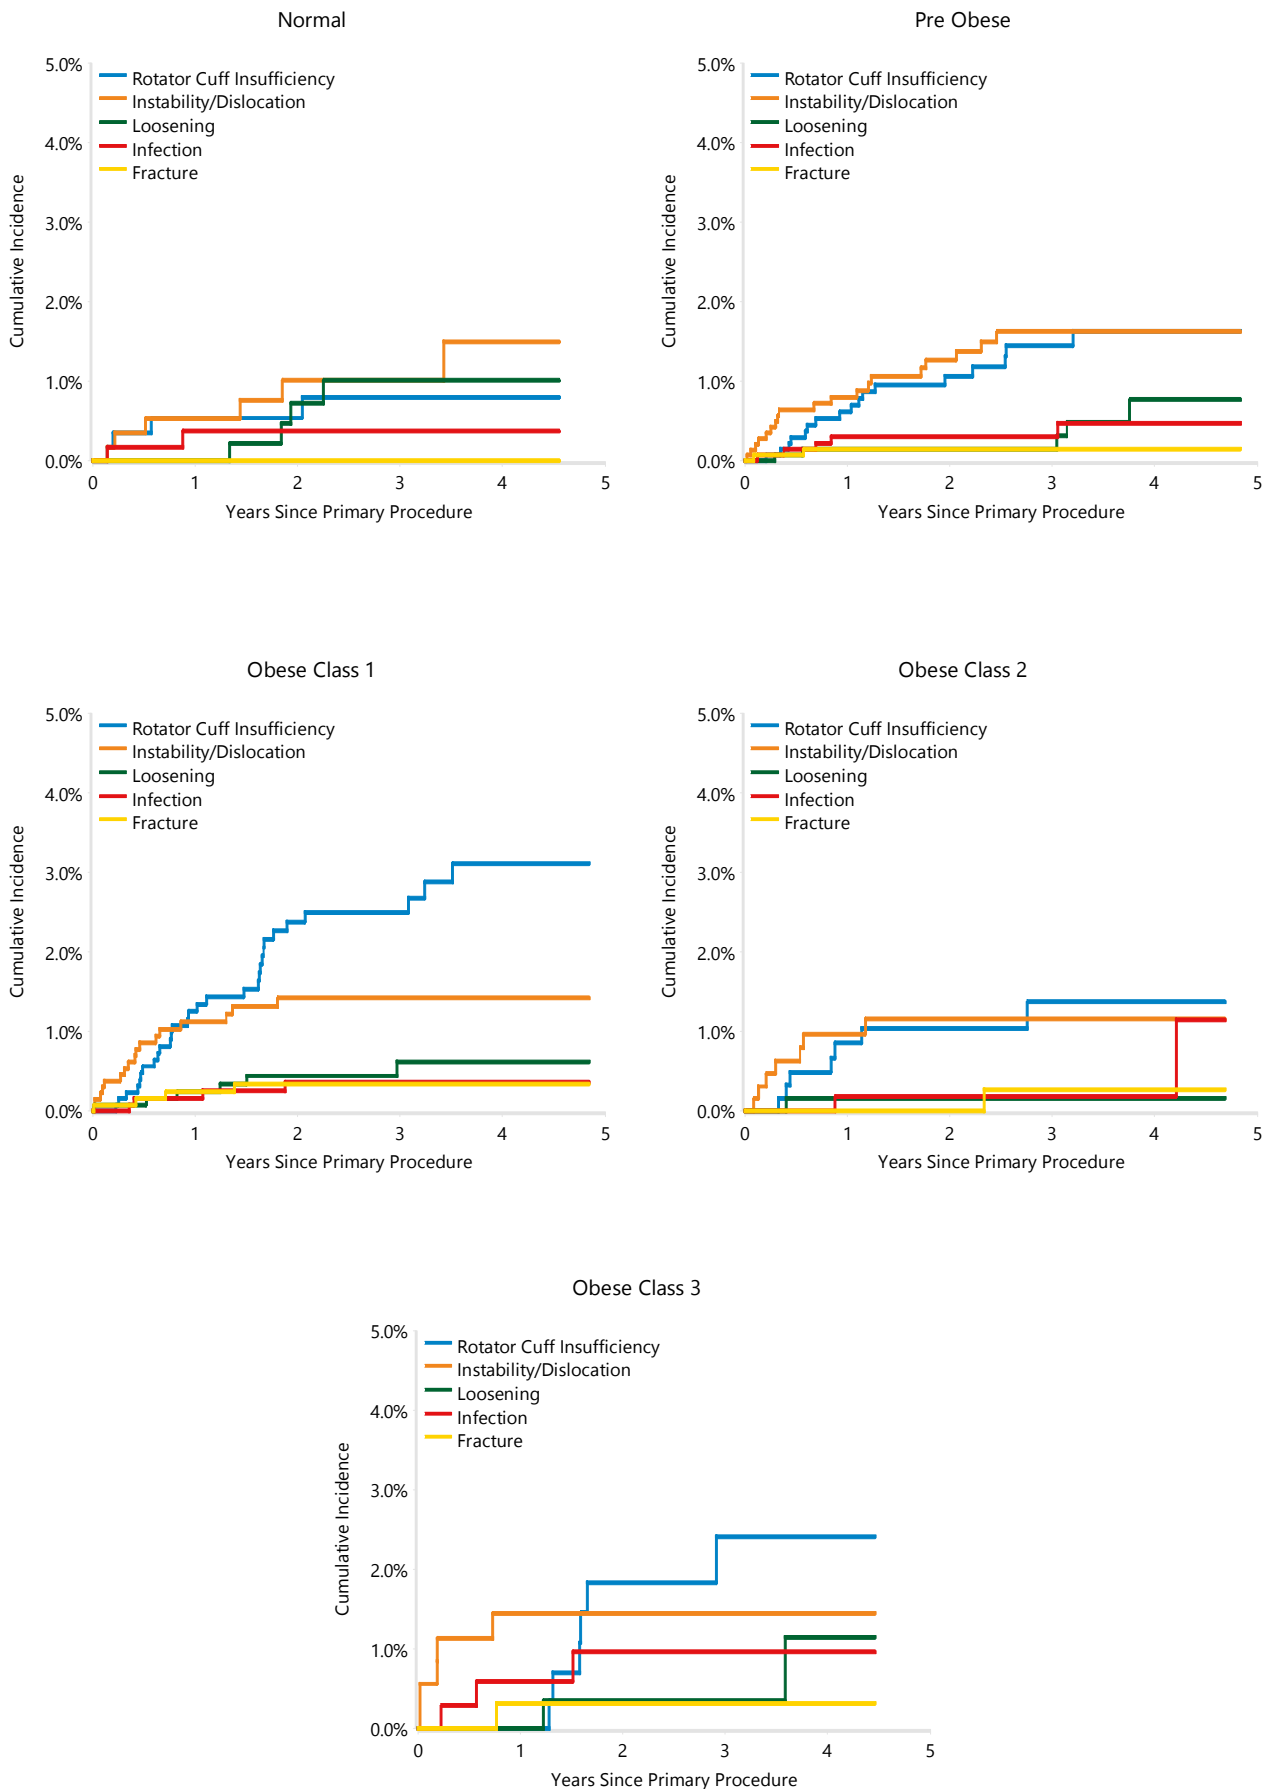 Normal
5.0%
4.0%
3.0%
2.0%
1.0%
0.0%
Cumulative Incidence
Rotator Cuff Insufficiency
Instability/Dislocation
Loosening
Infection
Fracture
0 1 2 3 4 5
Years Since Primary Procedure
Pre Obese
5.0%
4.0%
3.0%
2.0%
1.0%
0.0%
Cumulative Incidence
Rotator Cuff Insufficiency
Instability/Dislocation
Loosening
Infection
Fracture
0 1 2 3 4 5
Years Since Primary Procedure
Obese Class 1
5.0%
4.0%
3.0%
2.0%
1.0%
0.0%
Cumulative Incidence
Rotator Cuff Insufficiency
Instability/Dislocation
Loosening
Infection
Fracture
0 1 2 3 4 5
Years Since Primary Procedure
Obese Class 2
5.0%
4.0%
3.0%
2.0%
1.0%
0.0%
Cumulative Incidence
Rotator Cuff Insufficiency
Instability/Dislocation
Loosening
Infection
Fracture
0 1 2 3 4 5
Years Since Primary Procedure
Obese Class 3
5.0%
4.0%
3.0%
2.0%
1.0%
0.0%
Cumulative Incidence
Rotator Cuff Insufficiency
Instability/Dislocation
Loosening
Infection
Fracture
0 1 2 3 4 5
Years Since Primary Procedure